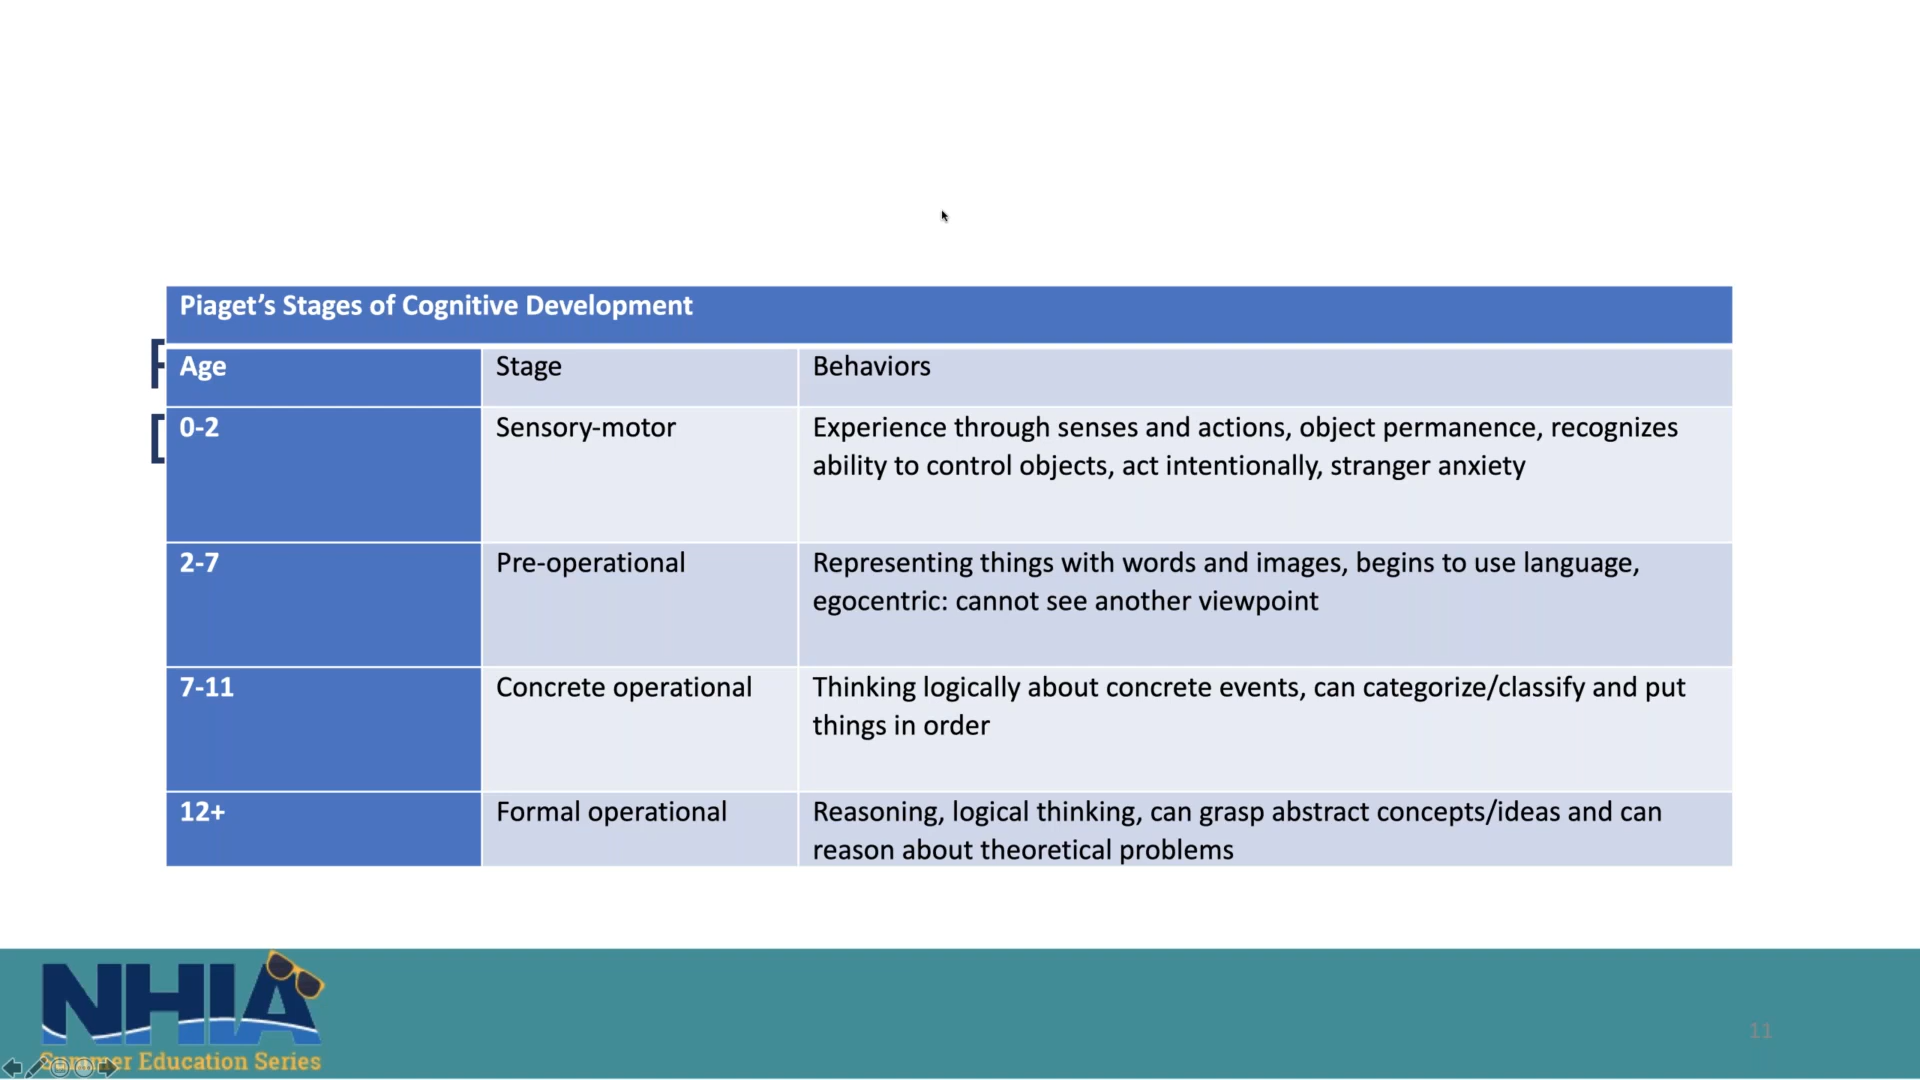 Piaget’s Stages of Cognitive Development
Age Stage Behaviors
0-2 Sensory-motor Experience through senses and actions, object permanence, recognizes
ability to control objects, act intentionally, stranger anxiety
2-7 Pre-operational Representing things with words and images, begins to use language,
egocentric: cannot see another viewpoint
7-11 Concrete operational Thinking logically about concrete events, can categorize/classify and put
things in order
12+ Formal operational Reasoning, logical thinking, can grasp abstract concepts/ideas and can
reason about theoretical problems
NHIA
Summer Education Series
11